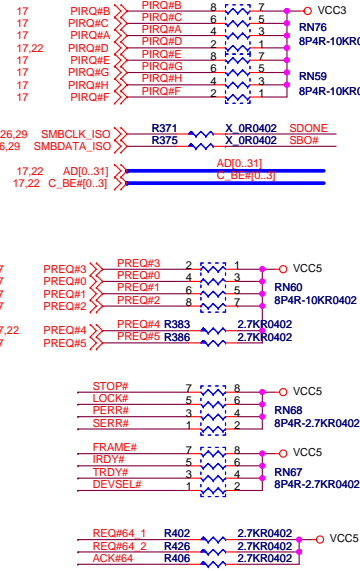 17 PIRQ#B PIRQ#B 8 7 VCC3
17 PIRQ#C PIRQ#C 6 5
17 PIRQ#A PIRQ#A 4 3 RN76
17,22 PIRQ#D PIRQ#D 2 1 8P4R-10KR0
17 PIRQ#E PIRQ#E 8 7
17 PIRQ#G PIRQ#G 6 5 RN59
17 PIRQ#H PIRQ#H 4 3
17 PIRQ#F PIRQ#F 2 1 8P4R-10KR0
26,29 SMBCLK_ISO R371 X_0R0402 SDONE
6,29 SMBDATA_ISO R375 X_0R0402 SBO#
17,22 AD[0..31] AD[0..31]
17,22 C_BE#[0..3] C_BE#[0..3]
7 PREQ#3 PREQ#3 2 1 VCC5
7 PREQ#0 PREQ#0 4 3
7 PREQ#1 PREQ#1 6 5 RN60
7 PREQ#2 PREQ#2 8 7 8P4R-10KR0402
7,22 PREQ#4 PREQ#4 R383 2.7KR0402
7 PREQ#5 PREQ#5 R386 2.7KR0402
STOP# 7 8 VCC5
LOCK# 5 6
PERR# 3 4 RN68
SERR# 1 2 8P4R-2.7KR0402
FRAME# 7 8 VCC5
IRDY# 5 6
TRDY# 3 4 RN67
DEVSEL# 1 2 8P4R-2.7KR0402
REQ#64_1 R402 2.7KR0402 VCC5
REQ#64_2 R426 2.7KR0402
ACK#64 R406 2.7KR0402